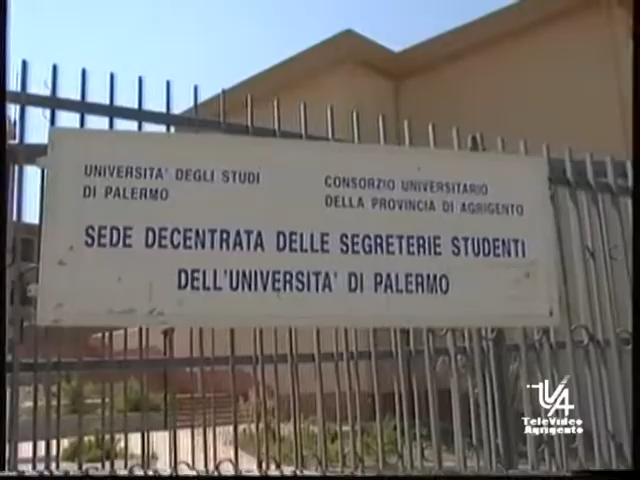 UNIVERSITA' DEGLI STUDI
DI PALERMO
CONSORZIO UNIVERSITARIO
DELLA PROVINCIA DI AGRIGENTO
SEDE DECENTRATA DELLE SEGRETERIE STUDENTI
DELL'UNIVERSITA' DI PALERMO
TVA
TeleVideo
Agrigento